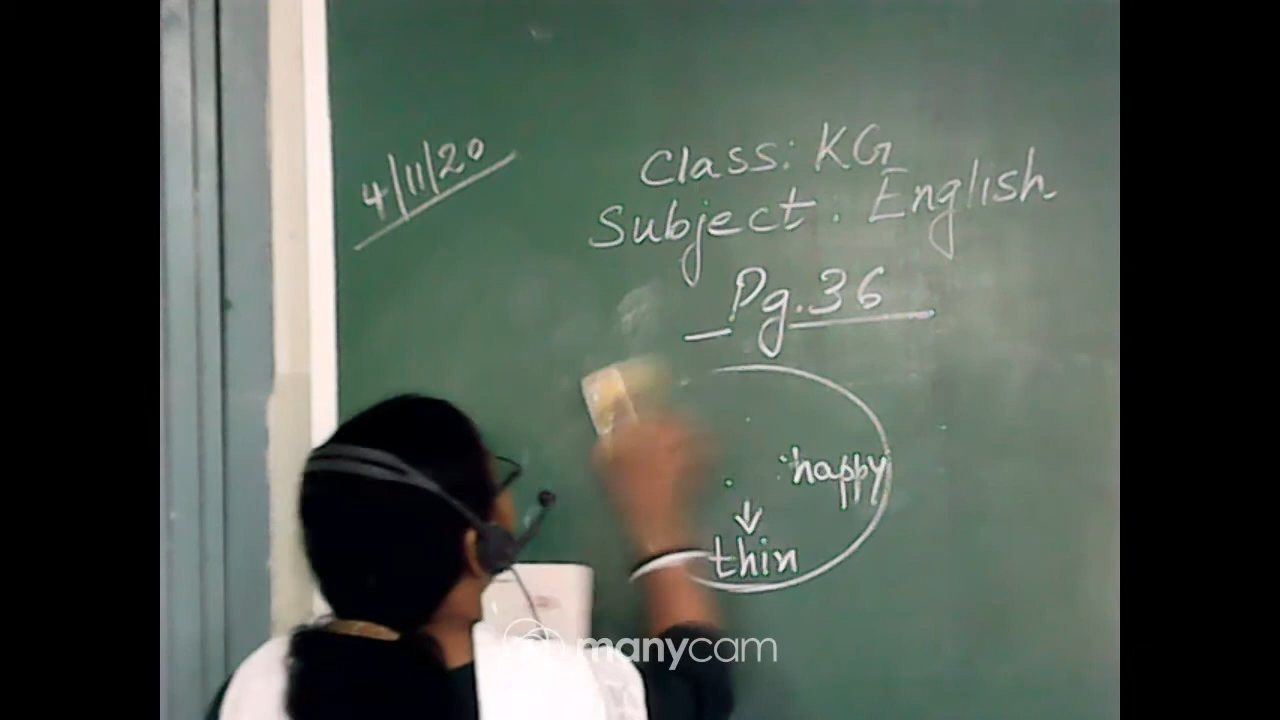 4/11/20
Class: KG
Subject: English
Pg.36
happy
thin
manycam